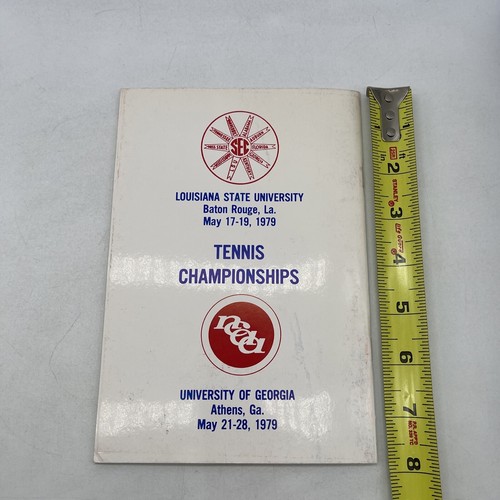 SEC
LOUISIANA STATE UNIVERSITY
Baton Rouge, La.
May 17-19, 1979
TENNIS
CHAMPIONSHIPS
ncaa
UNIVERSITY OF GEORGIA
Athens, Ga.
May 21-28, 1979
2
STANLEY
3
4
5
6
7
8